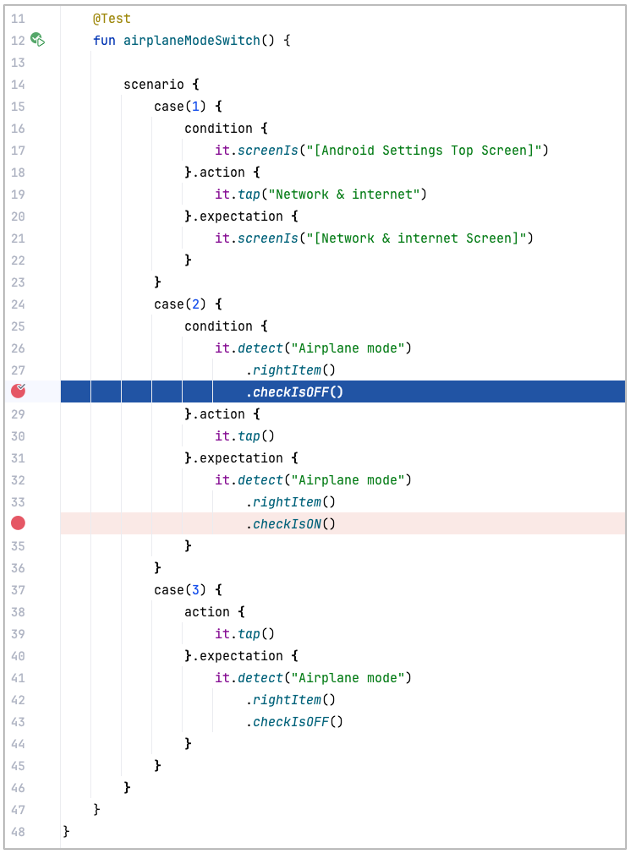 11 @Test
12 fun airplaneModeSwitch() {
13
14 scenario {
15 case(1) {
16 condition {
17 it.screenIs("[Android Settings Top Screen]")
18 }.action {
19 it.tap("Network & internet")
20 }.expectation {
21 it.screenIs("[Network & internet Screen]")
22 }
23 }
24 case(2) {
25 condition {
26 it.detect("Airplane mode")
27 .rightItem()
.checkIsOFF()
29 }.action {
30 it.tap()
31 }.expectation {
32 it.detect("Airplane mode")
33 .rightItem()
.checkIsON()
35 }
36 }
37 case(3) {
38 action {
39 it.tap()
40 }.expectation {
41 it.detect("Airplane mode")
42 .rightItem()
43 .checkIsOFF()
44 }
45 }
46 }
47 }
48 }